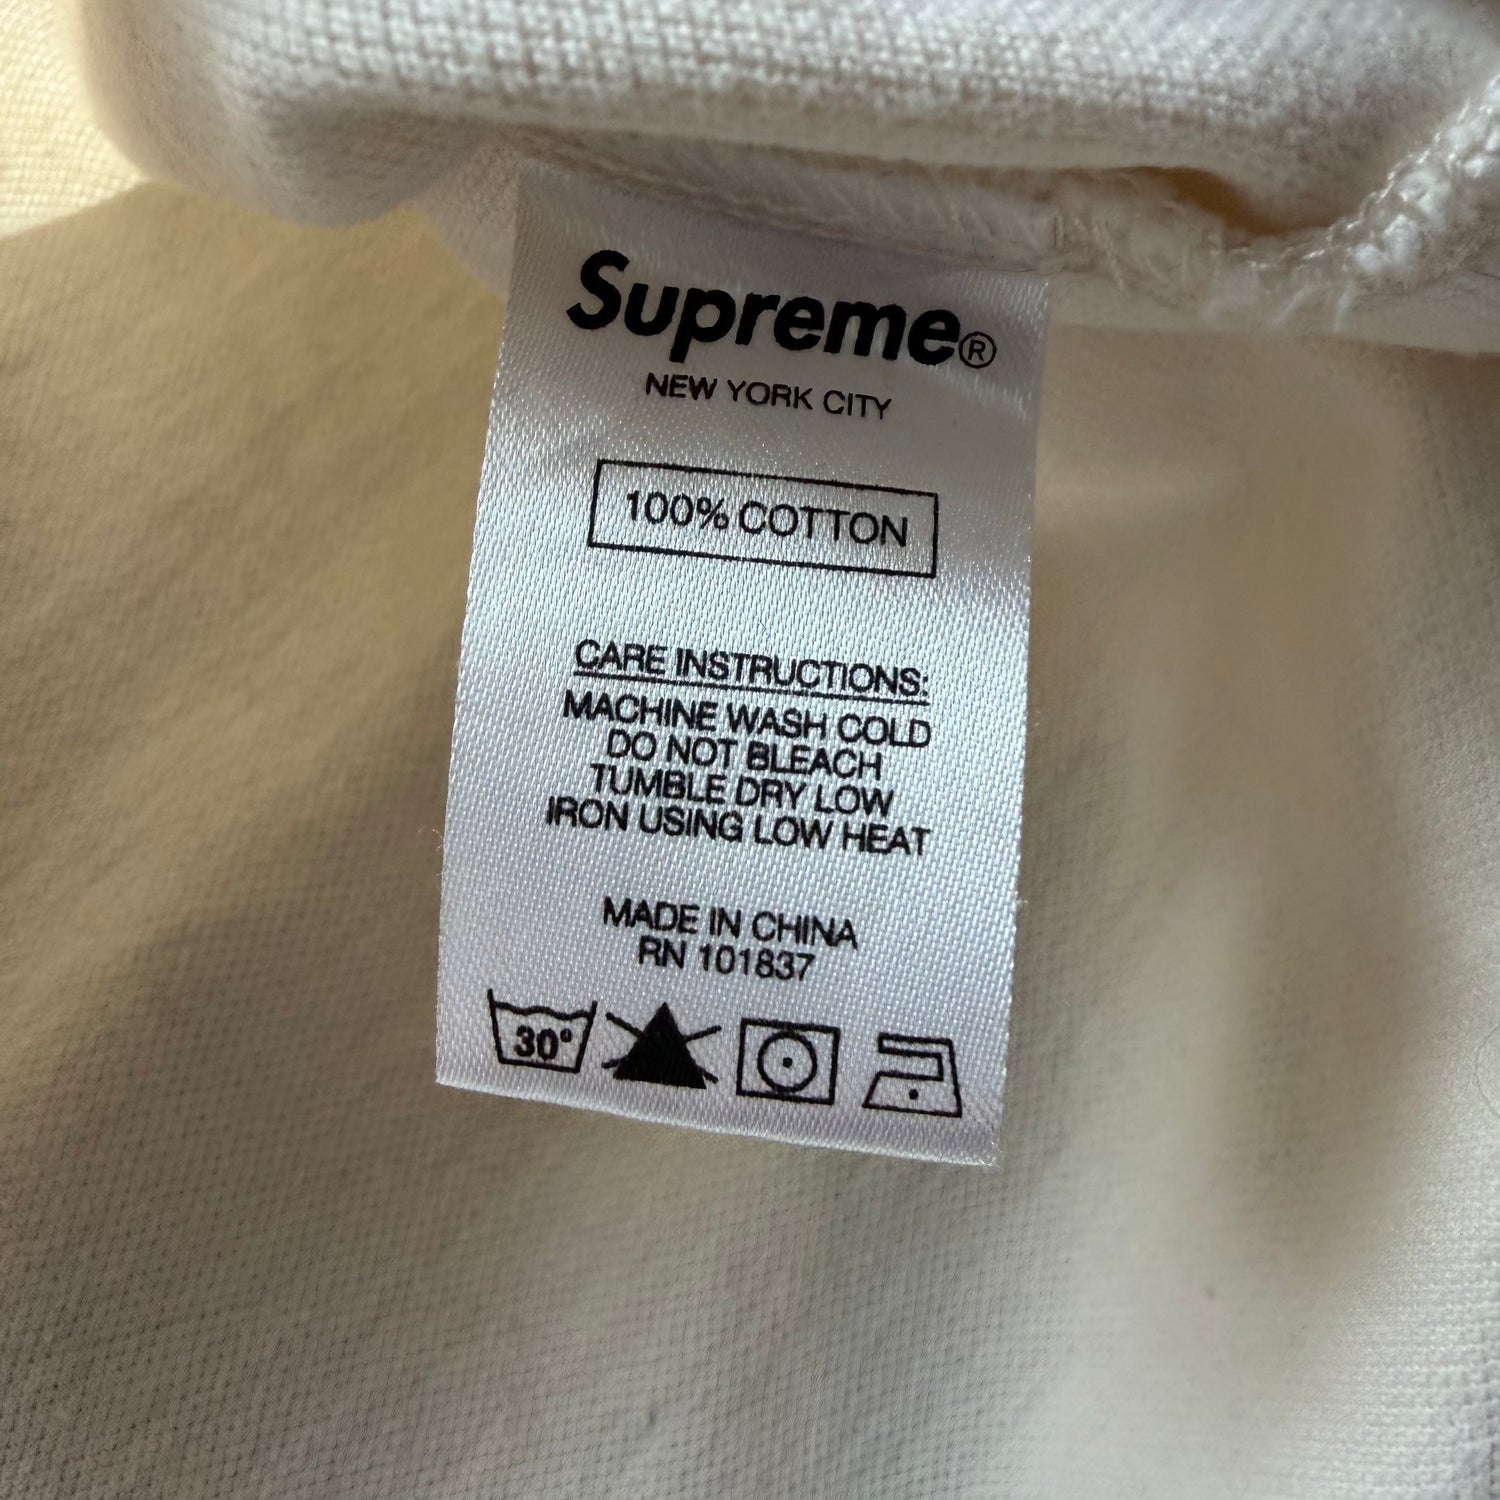 Supreme®
NEW YORK CITY
100% COTTON
CARE INSTRUCTIONS:
MACHINE WASH COLD
DO NOT BLEACH
TUMBLE DRY LOW
IRON USING LOW HEAT
MADE IN CHINA
RN 101837
30°